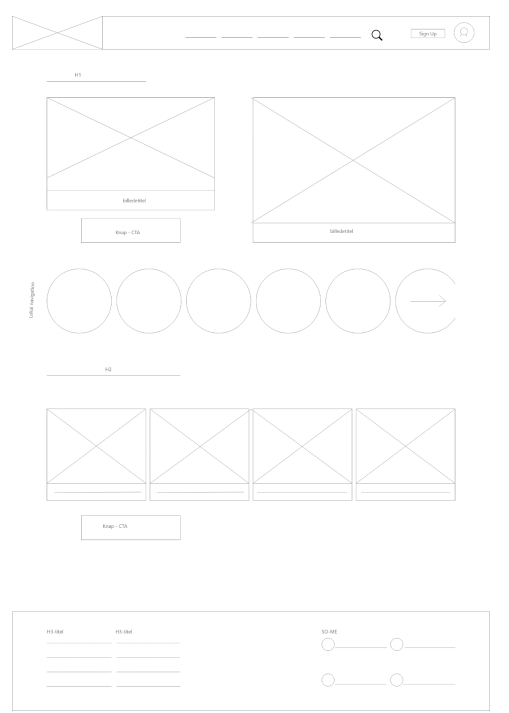 Sign Up
H1
billedetitel
billedetitel
Knap - CTA
Lokal navigation
H2
Knap - CTA
H3-titel
H3-titel
SO-ME